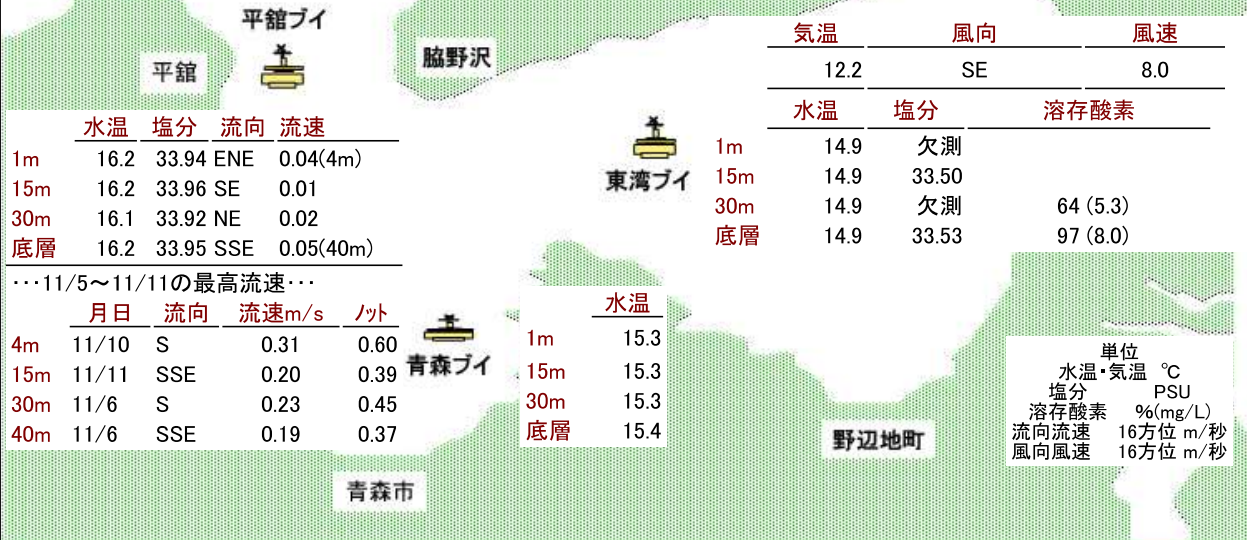 平舘ブイ
平舘
脇野沢
水温 塩分 流向 流速
1m 16.2 33.94 ENE 0.04(4m)
15m 16.2 33.96 SE 0.01
30m 16.1 33.92 NE 0.02
底層 16.2 33.95 SSE 0.05(40m)
･･･11/5～11/11の最高流速･･･
月日 流向 流速m/s ﾉｯﾄ
4m 11/10 S 0.31 0.60
15m 11/11 SSE 0.20 0.39
30m 11/6 S 0.23 0.45
40m 11/6 SSE 0.19 0.37
気温 風向 風速
12.2 SE 8.0
東湾ブイ
水温 塩分 溶存酸素
1m 14.9 欠測
15m 14.9 33.50
30m 14.9 欠測 64 (5.3)
底層 14.9 33.53 97 (8.0)
青森ブイ
水温
1m 15.3
15m 15.3
30m 15.3
底層 15.4
青森市
野辺地町
単位
水温･気温 ℃
塩分 PSU
溶存酸素 %(mg/L)
流向流速 16方位 m/秒
風向風速 16方位 m/秒